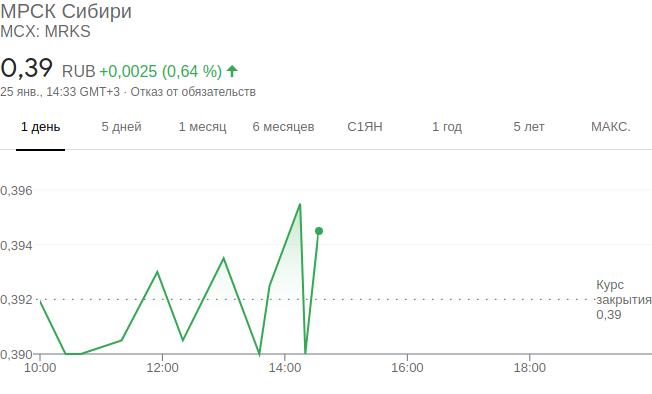 МРСК Сибири
MCX: MRKS
0,39 RUB +0,0025 (0,64 %)
25 янв., 14:33 GMT+3 · Отказ от обязательств
1 день 5 дней 1 месяц 6 месяцев С1ЯН 1 год 5 лет МАКС.
0,396
0,394
0,392
0,390
Курс
закрытия
0,39
10:00 12:00 14:00 16:00 18:00